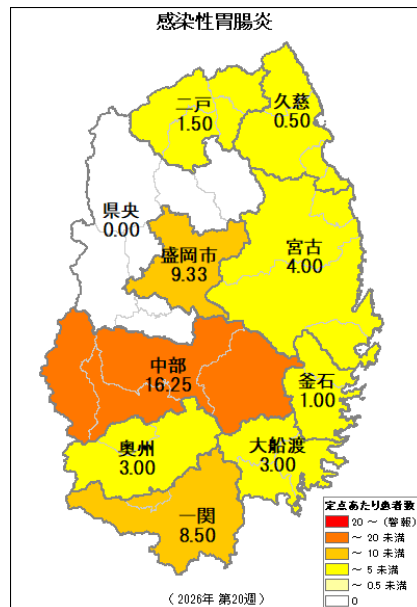 感染性胃腸炎
二戸
1.50
久慈
0.50
県央
0.00
盛岡市
9.33
宮古
4.00
中部
16.25
釜石
1.00
奥州
3.00
大船渡
3.00
一関
8.50
定点あたり患者数
20 ～ (警報)
～ 20 未満
～ 10 未満
～ 5 未満
～ 0.5 未満
0
( 2026年 第20週 )